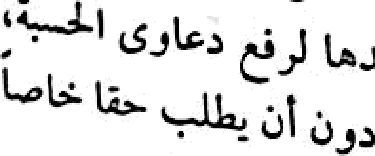 دها لرفع دعاوى الحسبة،
دون أن يطلب حقا خاصاً